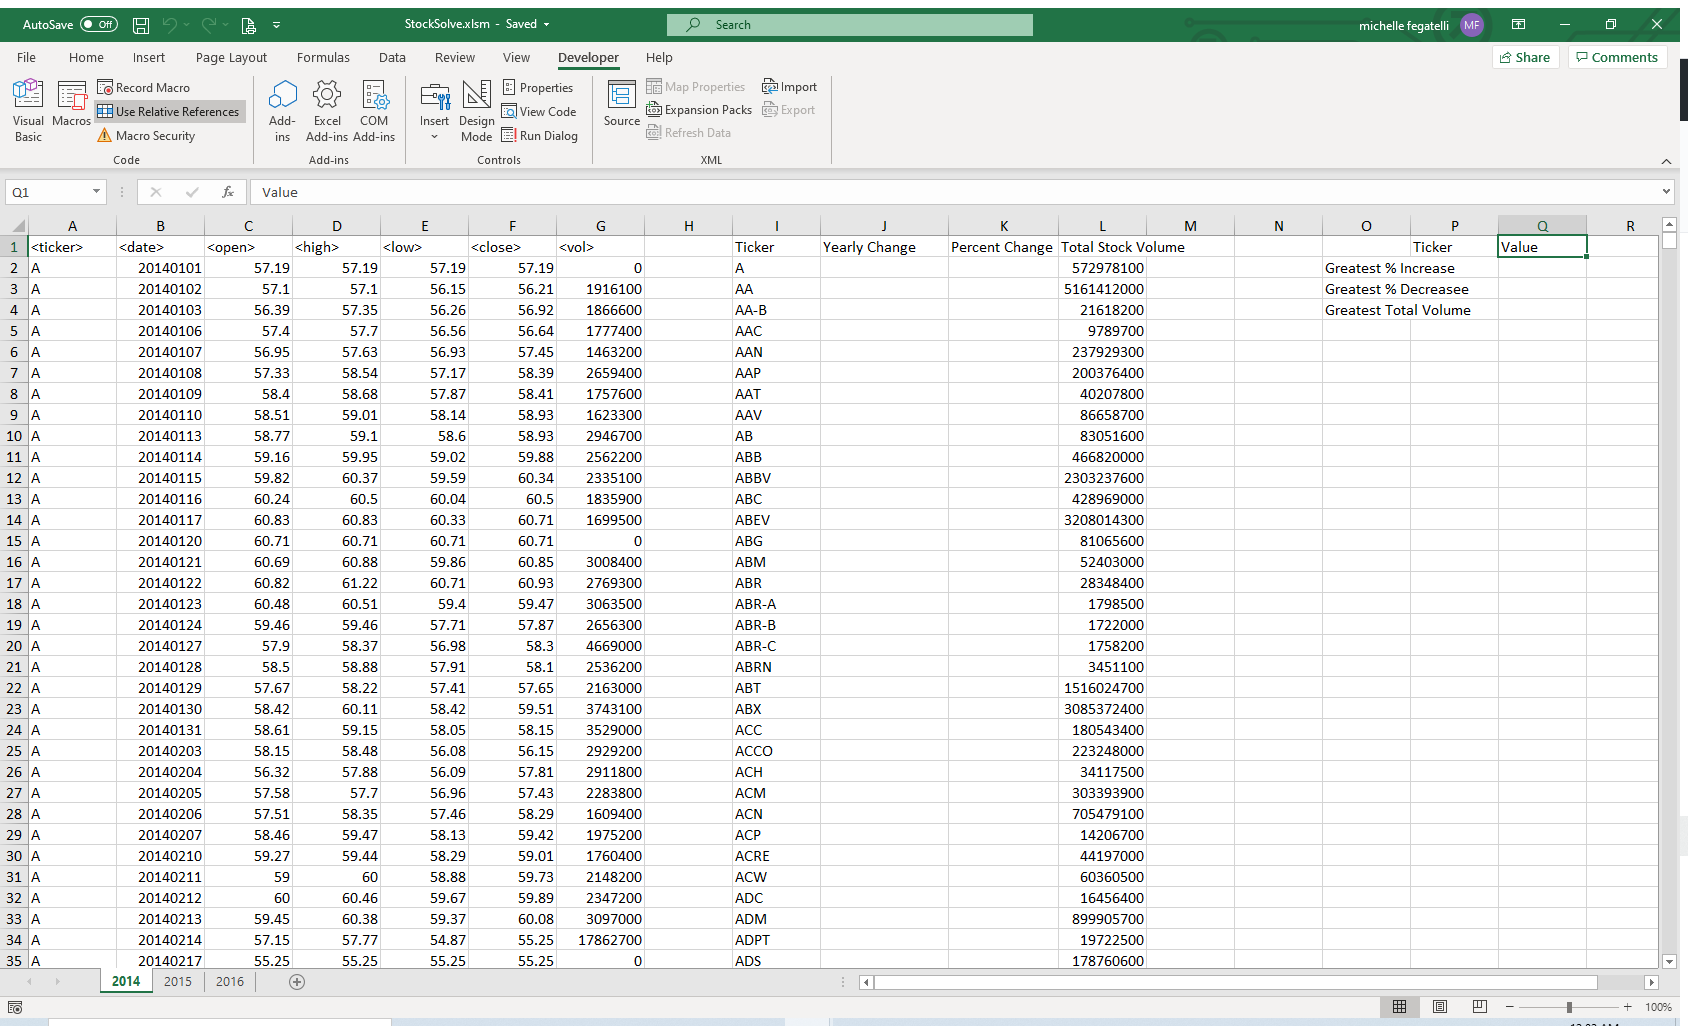 AutoSave Off StockSolve.xlsm - Saved Search michelle fegatelli MF
File Home Insert Page Layout Formulas Data Review View Developer Help Share Comments
Visual Basic Macros Record Macro Use Relative References Macro Security Code
Add-ins Excel Add-ins COM Add-ins Add-ins
Insert Design Mode Properties View Code Run Dialog Controls
Source Map Properties Expansion Packs Refresh Data Import Export XML
Q1 fx Value
A B C D E F G H I J K L M N O P Q R
1 <ticker> <date> <open> <high> <low> <close> <vol> Ticker Yearly Change Percent Change Total Stock Volume Ticker Value
2 A 20140101 57.19 57.19 57.19 57.19 0 A 572978100 Greatest % Increase
3 A 20140102 57.1 57.1 56.15 56.21 1916100 AA 5161412000 Greatest % Decreasee
4 A 20140103 56.39 57.35 56.26 56.92 1866600 AA-B 21618200 Greatest Total Volume
5 A 20140106 57.4 57.7 56.56 56.64 1777400 AAC 9789700
6 A 20140107 56.95 57.63 56.93 57.45 1463200 AAN 237929300
7 A 20140108 57.33 58.54 57.17 58.39 2659400 AAP 200376400
8 A 20140109 58.4 58.68 57.87 58.41 1757600 AAT 40207800
9 A 20140110 58.51 59.01 58.14 58.93 1623300 AAV 86658700
10 A 20140113 58.77 59.1 58.6 58.93 2946700 AB 83051600
11 A 20140114 59.16 59.95 59.02 59.88 2562200 ABB 466820000
12 A 20140115 59.82 60.37 59.59 60.34 2335100 ABBV 2303237600
13 A 20140116 60.24 60.5 60.04 60.5 1835900 ABC 428969000
14 A 20140117 60.83 60.83 60.33 60.71 1699500 ABEV 3208014300
15 A 20140120 60.71 60.71 60.71 60.71 0 ABG 81065600
16 A 20140121 60.69 60.88 59.86 60.85 3008400 ABM 52403000
17 A 20140122 60.82 61.22 60.71 60.93 2769300 ABR 28348400
18 A 20140123 60.48 60.51 59.4 59.47 3063500 ABR-A 1798500
19 A 20140124 59.46 59.46 57.71 57.87 2656300 ABR-B 1722000
20 A 20140127 57.9 58.37 56.98 58.3 4669000 ABR-C 1758200
21 A 20140128 58.5 58.88 57.91 58.1 2536200 ABRN 3451100
22 A 20140129 57.67 58.22 57.41 57.65 2163000 ABT 1516024700
23 A 20140130 58.42 60.11 58.42 59.51 3743100 ABX 3085372400
24 A 20140131 58.61 59.15 58.05 58.15 3529000 ACC 180543400
25 A 20140203 58.15 58.48 56.08 56.15 2929200 ACCO 223248000
26 A 20140204 56.32 57.88 56.09 57.81 2911800 ACH 34117500
27 A 20140205 57.58 57.7 56.96 57.43 2283800 ACM 303393900
28 A 20140206 57.51 58.35 57.46 58.29 1609400 ACN 705479100
29 A 20140207 58.46 59.47 58.13 59.42 1975200 ACP 14206700
30 A 20140210 59.27 59.44 58.29 59.01 1760400 ACRE 44197000
31 A 20140211 59 60 58.88 59.73 2148200 ACW 60360500
32 A 20140212 60 60.46 59.67 59.89 2347200 ADC 16456400
33 A 20140213 59.45 60.38 59.37 60.08 3097000 ADM 899905700
34 A 20140214 57.15 57.77 54.87 55.25 17862700 ADPT 19722500
35 A 20140217 55.25 55.25 55.25 55.25 0 ADS 178760600
2014 2015 2016
100%